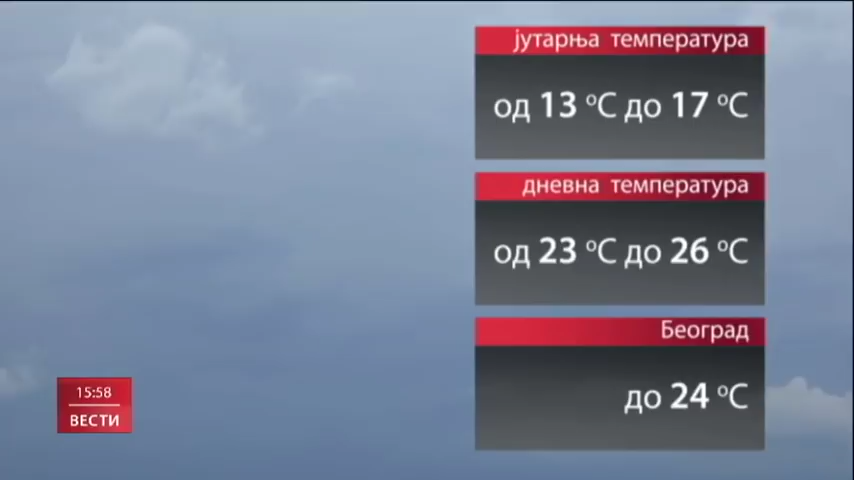 јутарња температура
од 13 °C до 17 °C
дневна температура
од 23 °C до 26 °C
Београд
до 24 °C
15:58
ВЕСТИ